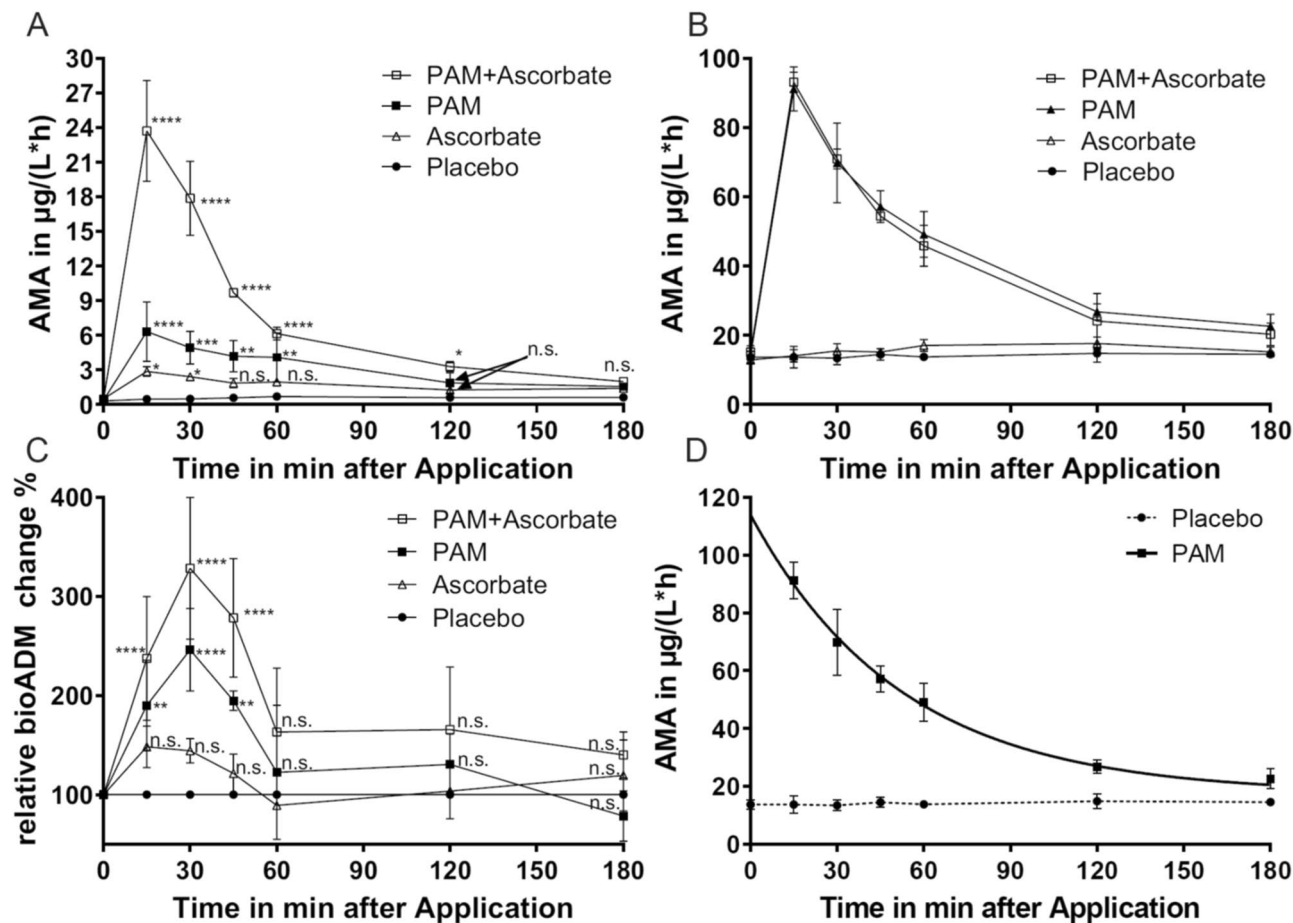 A
AMA in µg/(L*h)
30
27
24
21
18
15
12
9
6
3
0
PAM+Ascorbate
PAM
Ascorbate
Placebo
****
****
****
****
****
***
**
**
*
*
n.s.
n.s.
*
n.s.
n.s.
0 30 60 90 120 150 180
Time in min after Application
B
AMA in µg/(L*h)
100
80
60
40
20
0
PAM+Ascorbate
PAM
Ascorbate
Placebo
0 30 60 90 120 150 180
Time in min after Application
C
relative bioADM change %
400
300
200
100
PAM+Ascorbate
PAM
Ascorbate
Placebo
****
****
****
**
****
**
n.s.
n.s.
n.s.
n.s.
n.s.
n.s.
n.s.
n.s.
n.s.
n.s.
0 30 60 90 120 150 180
Time in min after Application
D
AMA in µg/(L*h)
120
100
80
60
40
20
0
Placebo
PAM
0 30 60 90 120 150 180
Time in min after Application